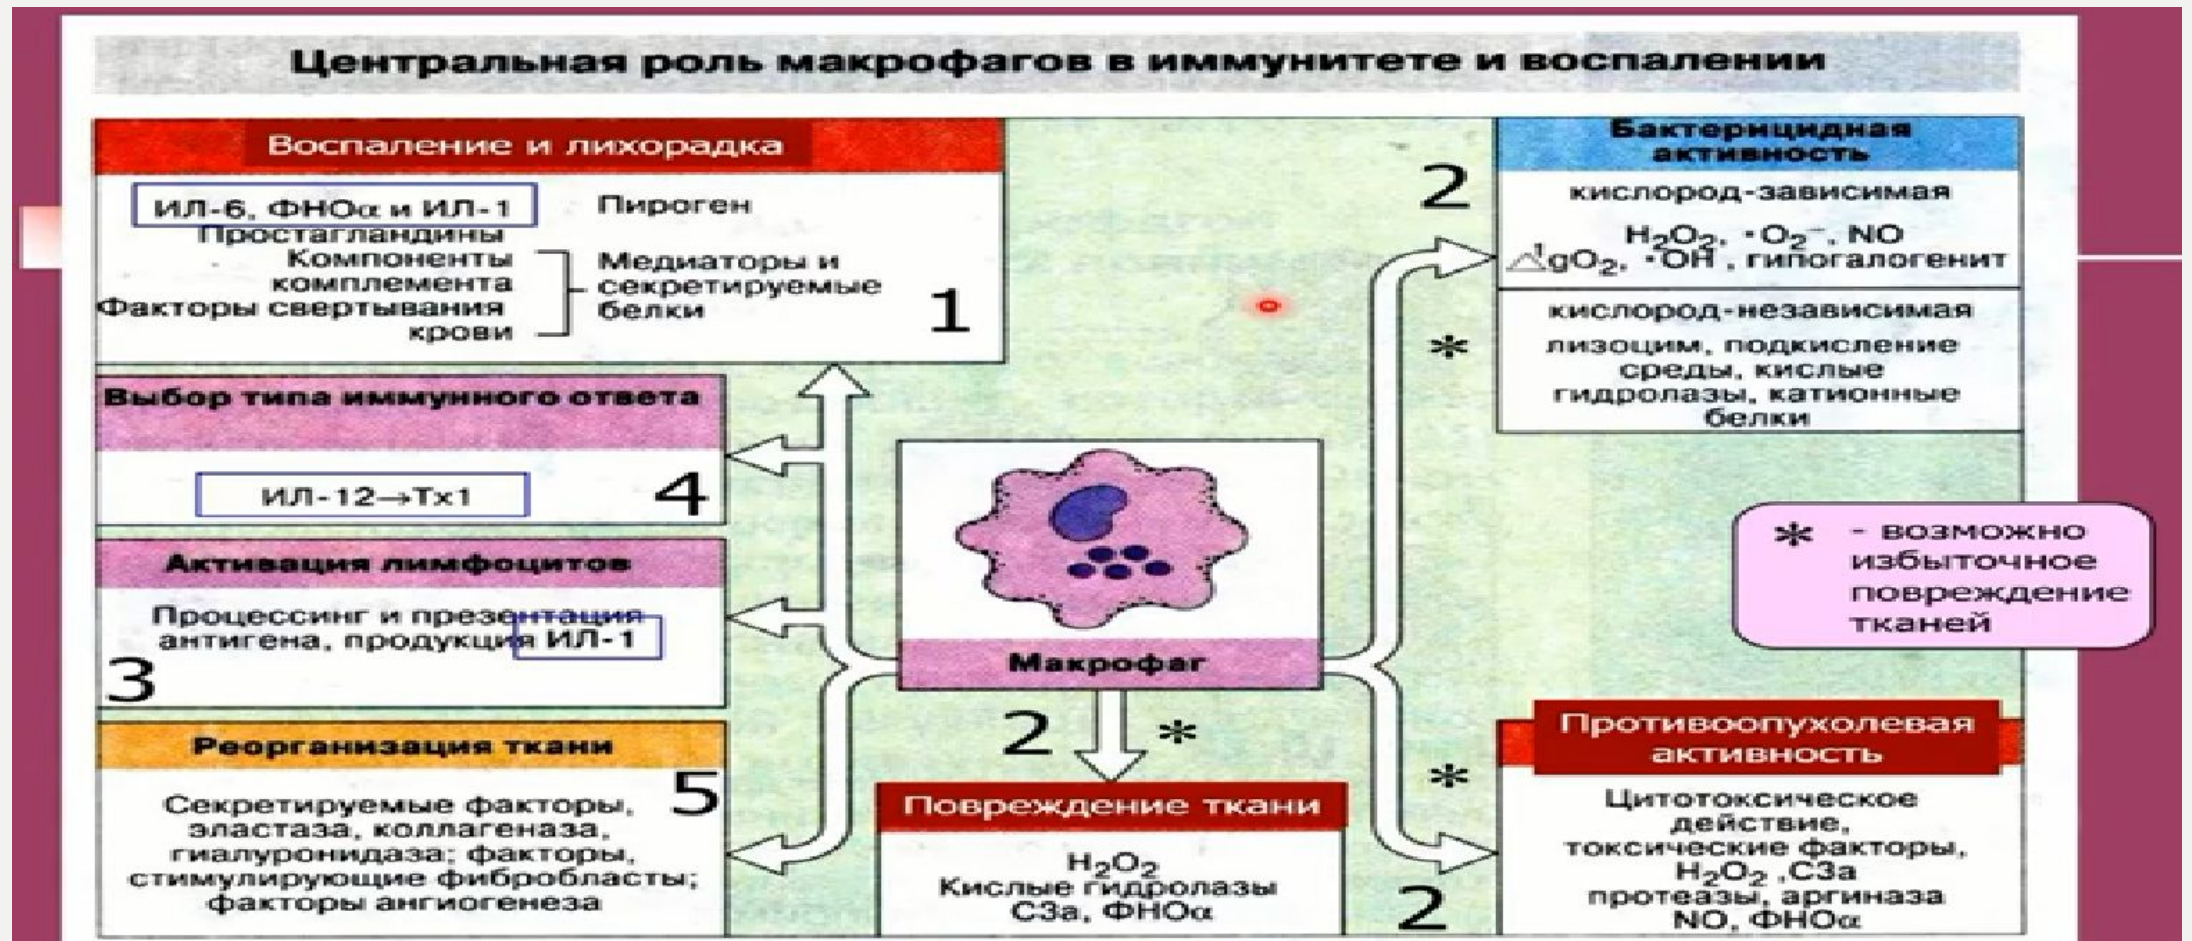 Центральная роль макрофагов в иммунитете и воспалении
Воспаление и лихорадка
ИЛ-6, ФНОα и ИЛ-1
Пироген
Простагландины
Компоненты
комплемента
Факторы свертывания
крови
Медиаторы и
секретируемые
белки
1
Выбор типа иммунного ответа
ИЛ-12→Тх1
4
Активация лимфоцитов
Процессинг и презентация
антигена, продукция ИЛ-1
3
Реорганизация ткани
5
Секретируемые факторы,
эластаза, коллагеназа,
гиалуронидаза; факторы,
стимулирующие фибробласты;
факторы ангиогенеза
Макрофаг
2 *
Повреждение ткани
H₂O₂
Кислые гидролазы
С3а, ФНОα
2
Бактерицидная
активность
кислород-зависимая
H₂O₂, ·O₂⁻, NO
¹gO₂, ·OH, гипогалогенит
*
кислород-независимая
лизоцим, подкисление
среды, кислые
гидролазы, катионные
белки
* - возможно
избыточное
повреждение
тканей
Противоопухолевая
активность
*
Цитотоксическое
действие,
токсические факторы,
H₂O₂ ,С3а
протеазы, аргиназа
NO, ФНОα
2